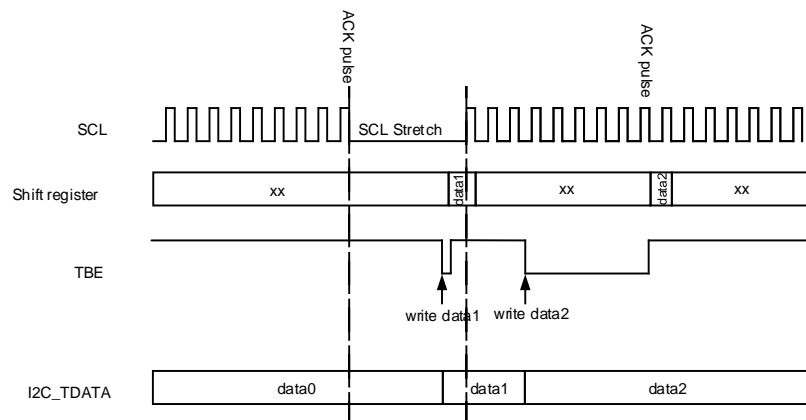 ACK pulse
ACK pulse
SCL
SCL Stretch
Shift register
xx
data1
xx
data2
xx
TBE
write data1
write data2
I2C_TDATA
data0
data1
data2